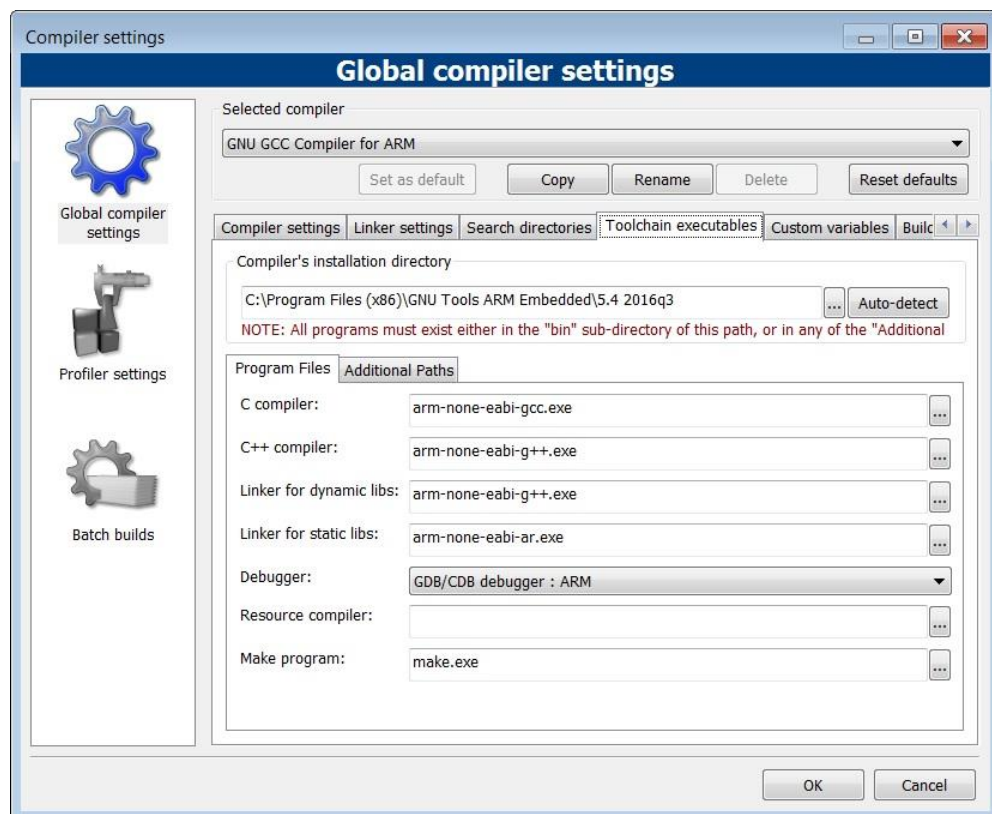 Compiler settings
Global compiler settings
Global compiler
settings
Profiler settings
Batch builds
Selected compiler
GNU GCC Compiler for ARM
Set as default Copy Rename Delete Reset defaults
Compiler settings Linker settings Search directories Toolchain executables Custom variables Builc
Compiler's installation directory
C:\Program Files (x86)\GNU Tools ARM Embedded\5.4 2016q3 ... Auto-detect
NOTE: All programs must exist either in the "bin" sub-directory of this path, or in any of the "Additional
Program Files Additional Paths
C compiler: arm-none-eabi-gcc.exe ...
C++ compiler: arm-none-eabi-g++.exe ...
Linker for dynamic libs: arm-none-eabi-g++.exe ...
Linker for static libs: arm-none-eabi-ar.exe ...
Debugger: GDB/CDB debugger : ARM
Resource compiler: ...
Make program: make.exe ...
OK Cancel